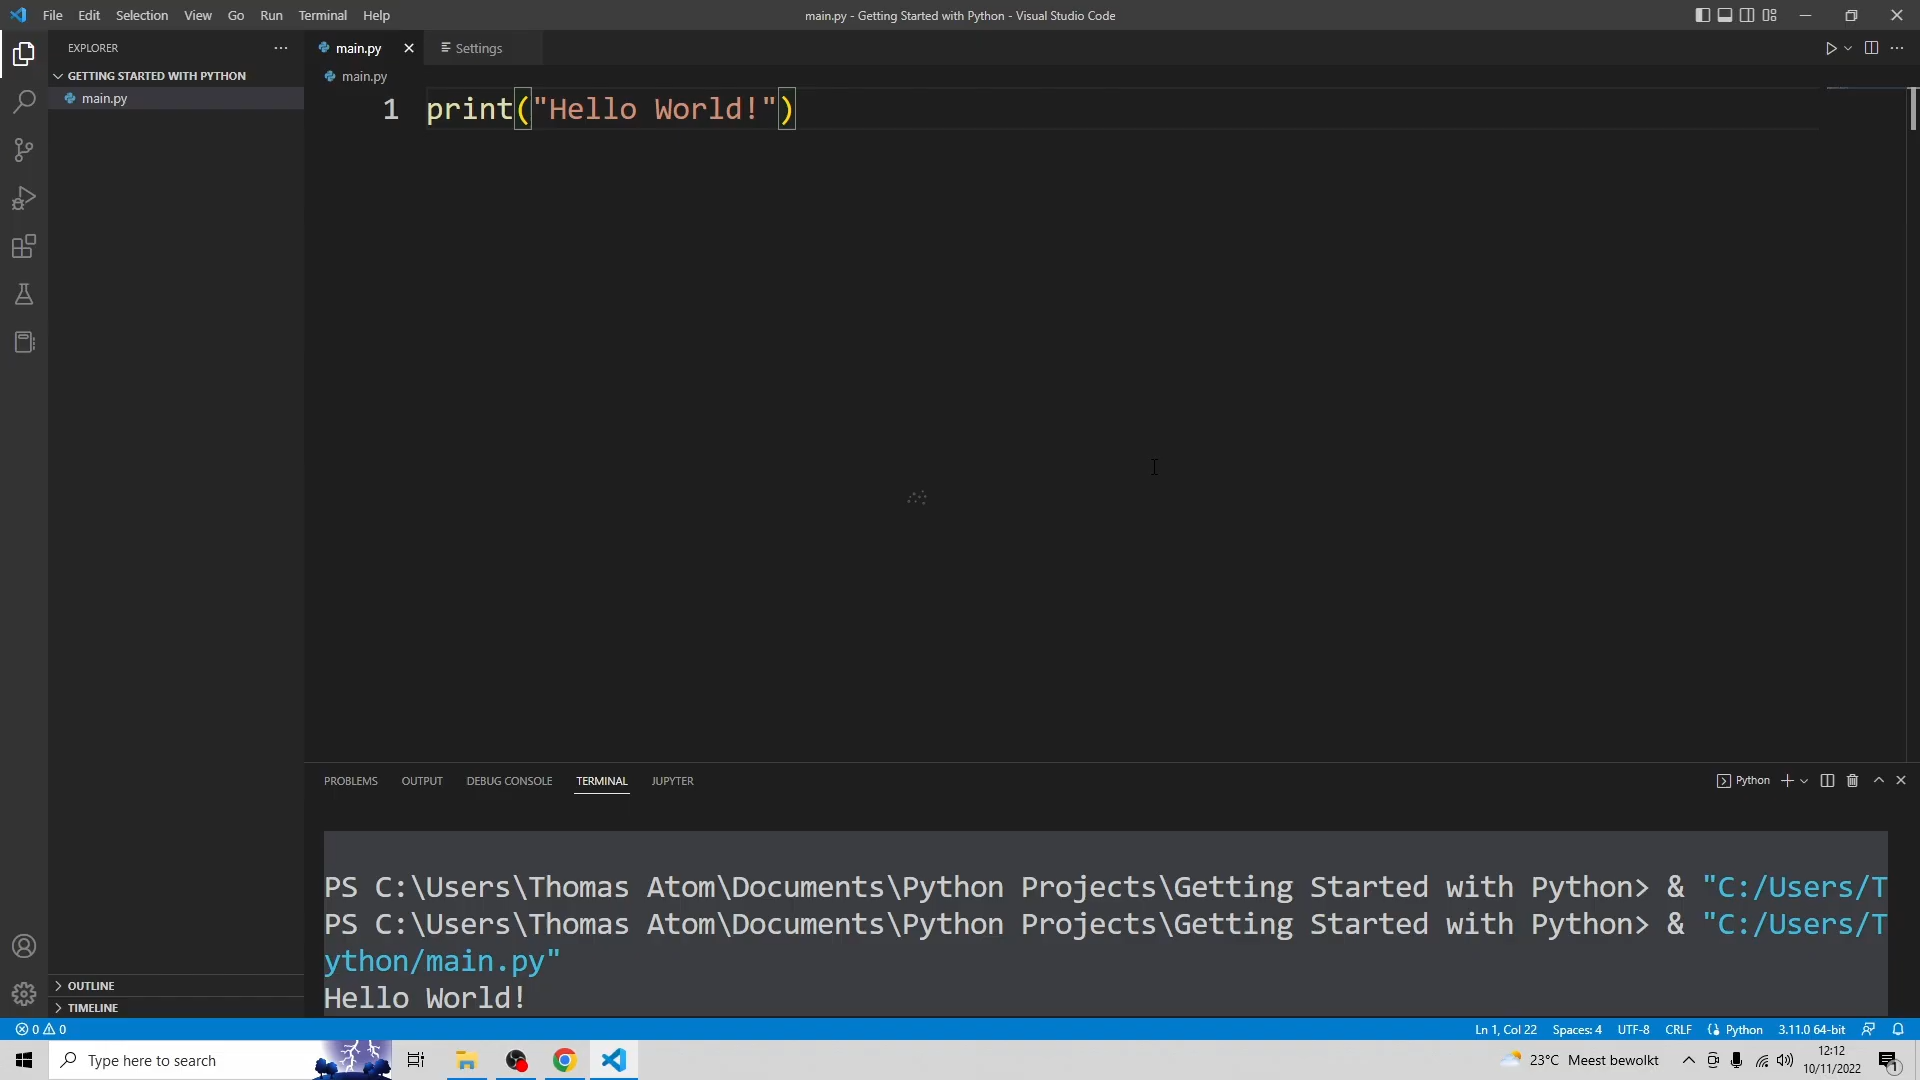 File Edit Selection View Go Run Terminal Help
main.py - Getting Started with Python - Visual Studio Code
EXPLORER
GETTING STARTED WITH PYTHON
main.py
OUTLINE
TIMELINE
main.py
Settings
main.py
1 print("Hello World!")
PROBLEMS OUTPUT DEBUG CONSOLE TERMINAL JUPYTER
Python
PS C:\Users\Thomas Atom\Documents\Python Projects\Getting Started with Python> & "C:/Users/T
PS C:\Users\Thomas Atom\Documents\Python Projects\Getting Started with Python> & "C:/Users/T
ython/main.py"
Hello World!
0 0
Ln 1, Col 22 Spaces: 4 UTF-8 CRLF Python 3.11.0 64-bit
Type here to search
23°C Meest bewolkt
12:12
10/11/2022
1